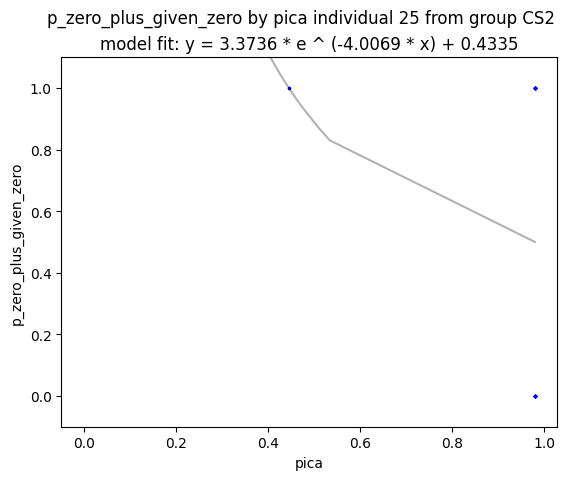 p_zero_plus_given_zero by pica individual 25 from group CS2
model fit: y = 3.3736 * e ^ (-4.0069 * x) + 0.4335
p_zero_plus_given_zero
1.0
0.8
0.6
0.4
0.2
0.0
0.0 0.2 0.4 0.6 0.8 1.0
pica